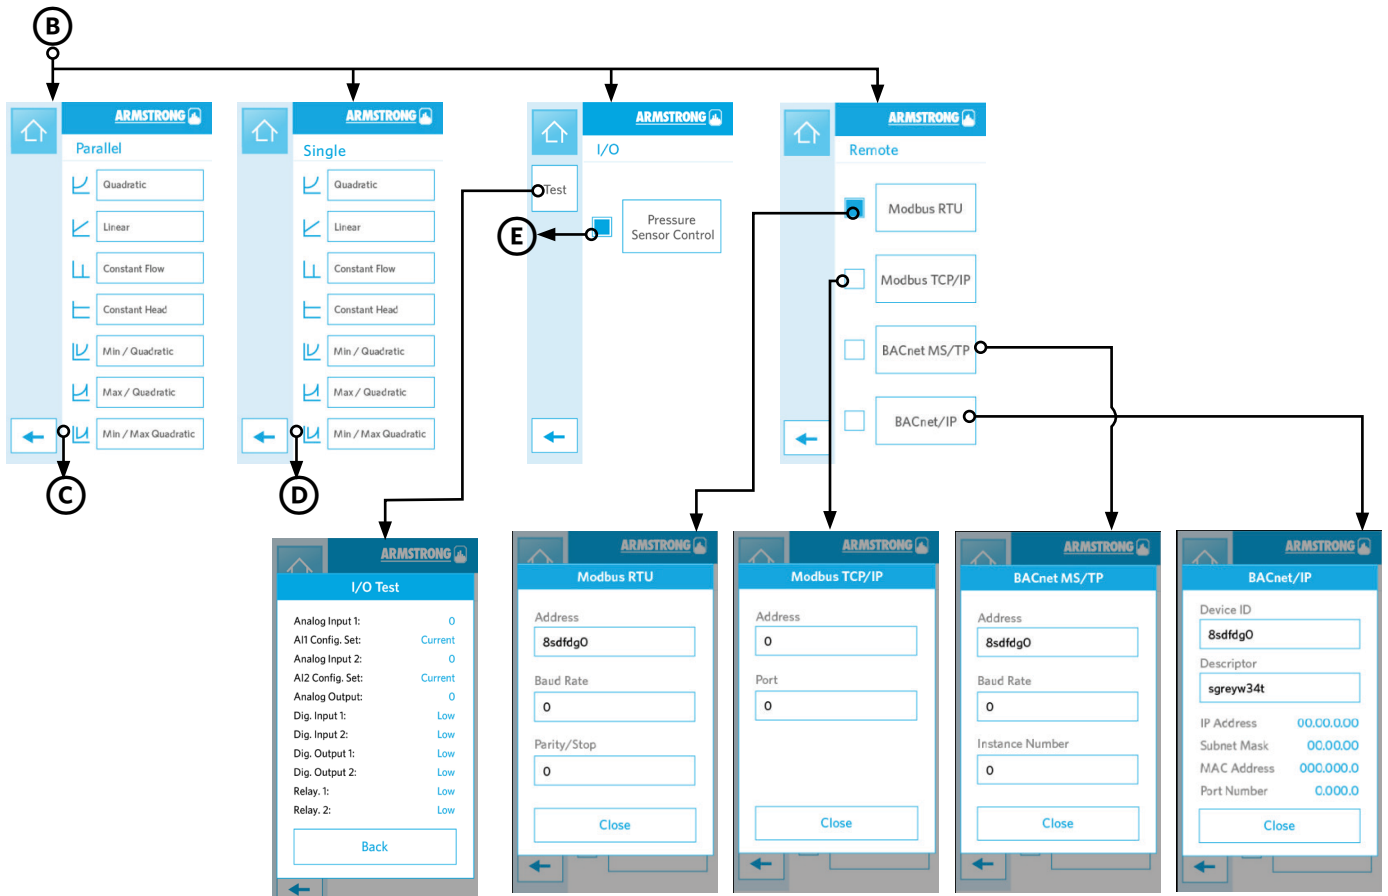 B
ARMSTRONG
Parallel
Quadratic
Linear
Constant Flow
Constant Head
Min / Quadratic
Max / Quadratic
Min / Max Quadratic
C
ARMSTRONG
Single
Quadratic
Linear
Constant Flow
Constant Head
Min / Quadratic
Max / Quadratic
Min / Max Quadratic
D
ARMSTRONG
I/O
Test
E
Pressure
Sensor Control
ARMSTRONG
Remote
Modbus RTU
Modbus TCP/IP
BACnet MS/TP
BACnet/IP
ARMSTRONG
I/O Test
Analog Input 1: 0
AI1 Config. Set: Current
Analog Input 2: 0
AI2 Config. Set: Current
Analog Output: 0
Dig. Input 1: Low
Dig. Input 2: Low
Dig. Output 1: Low
Dig. Output 2: Low
Relay. 1: Low
Relay. 2: Low
Back
ARMSTRONG
Modbus RTU
Address
8sdfdg0
Baud Rate
0
Parity/Stop
0
Close
ARMSTRONG
Modbus TCP/IP
Address
0
Port
0
Close
ARMSTRONG
BACnet MS/TP
Address
8sdfdg0
Baud Rate
0
Instance Number
0
Close
ARMSTRONG
BACnet/IP
Device ID
8sdfdg0
Descriptor
sgreyw34t
IP Address 00.00.0.00
Subnet Mask 00.00.00
MAC Address 000.000.0
Port Number 0.000.0
Close